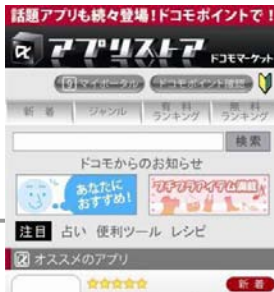 話題アプリも続々登場!ドコモポイントで!
アプリストア ドコモマーケット
マイポータル ドコモポイント確認
新着 ジャンル 有料ランキング 無料ランキング
検索
ドコモからのお知らせ
あなたに
おすすめ!
プチプラアイテム満載
注目 占い 便利ツール レシピ
オススメのアプリ
新着